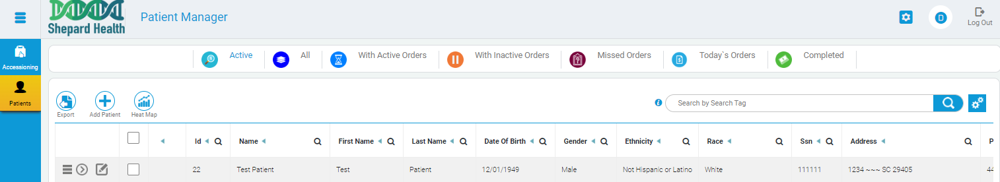 Shepard Health
Patient Manager
Log Out
Accessioning
Patients
Active
All
With Active Orders
With Inactive Orders
Missed Orders
Today`s Orders
Completed
Export
Add Patient
Heat Map
Search by Search Tag
Id Name First Name Last Name Date Of Birth Gender Ethnicity Race Ssn Address P
22 Test Patient Test Patient 12/01/1949 Male Not Hispanic or Latino White 111111 1234 ~~~ SC 29405 44